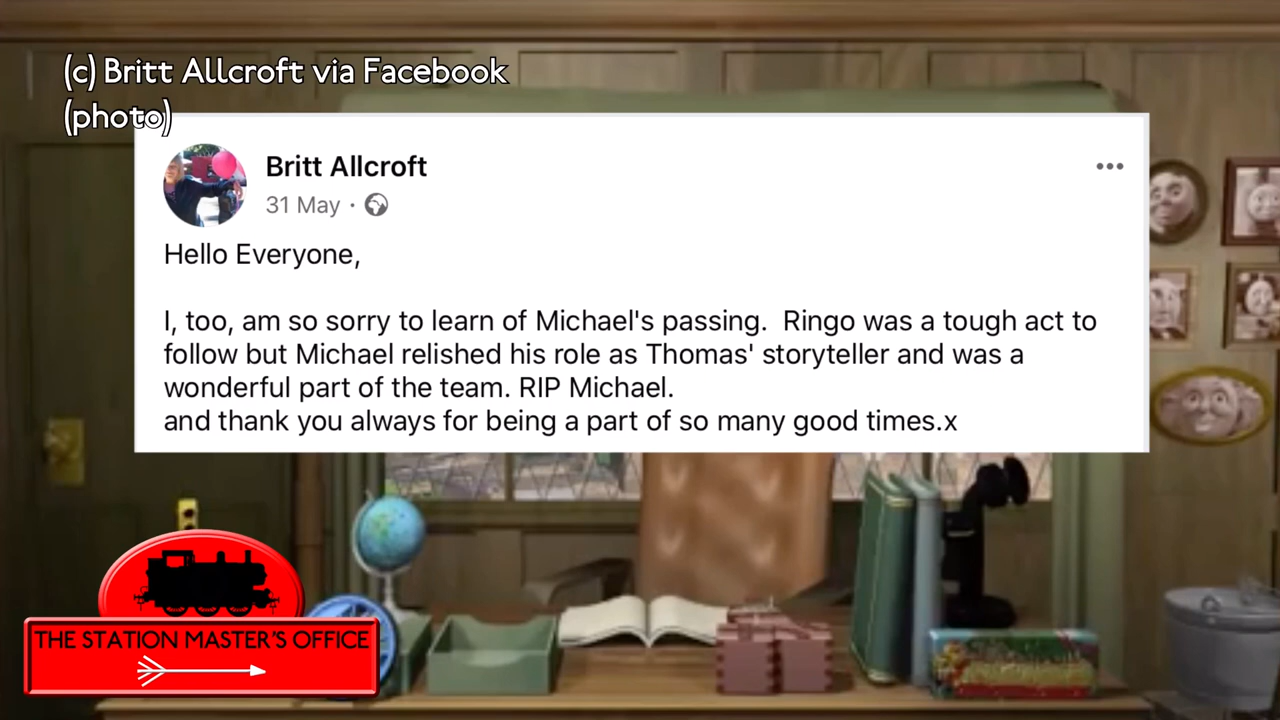 (c) Britt Allcroft via Facebook
(photo)
Britt Allcroft
31 May ·
Hello Everyone,
I, too, am so sorry to learn of Michael's passing.  Ringo was a tough act to
follow but Michael relished his role as Thomas' storyteller and was a
wonderful part of the team. RIP Michael.
and thank you always for being a part of so many good times.x
THE STATION MASTER'S OFFICE